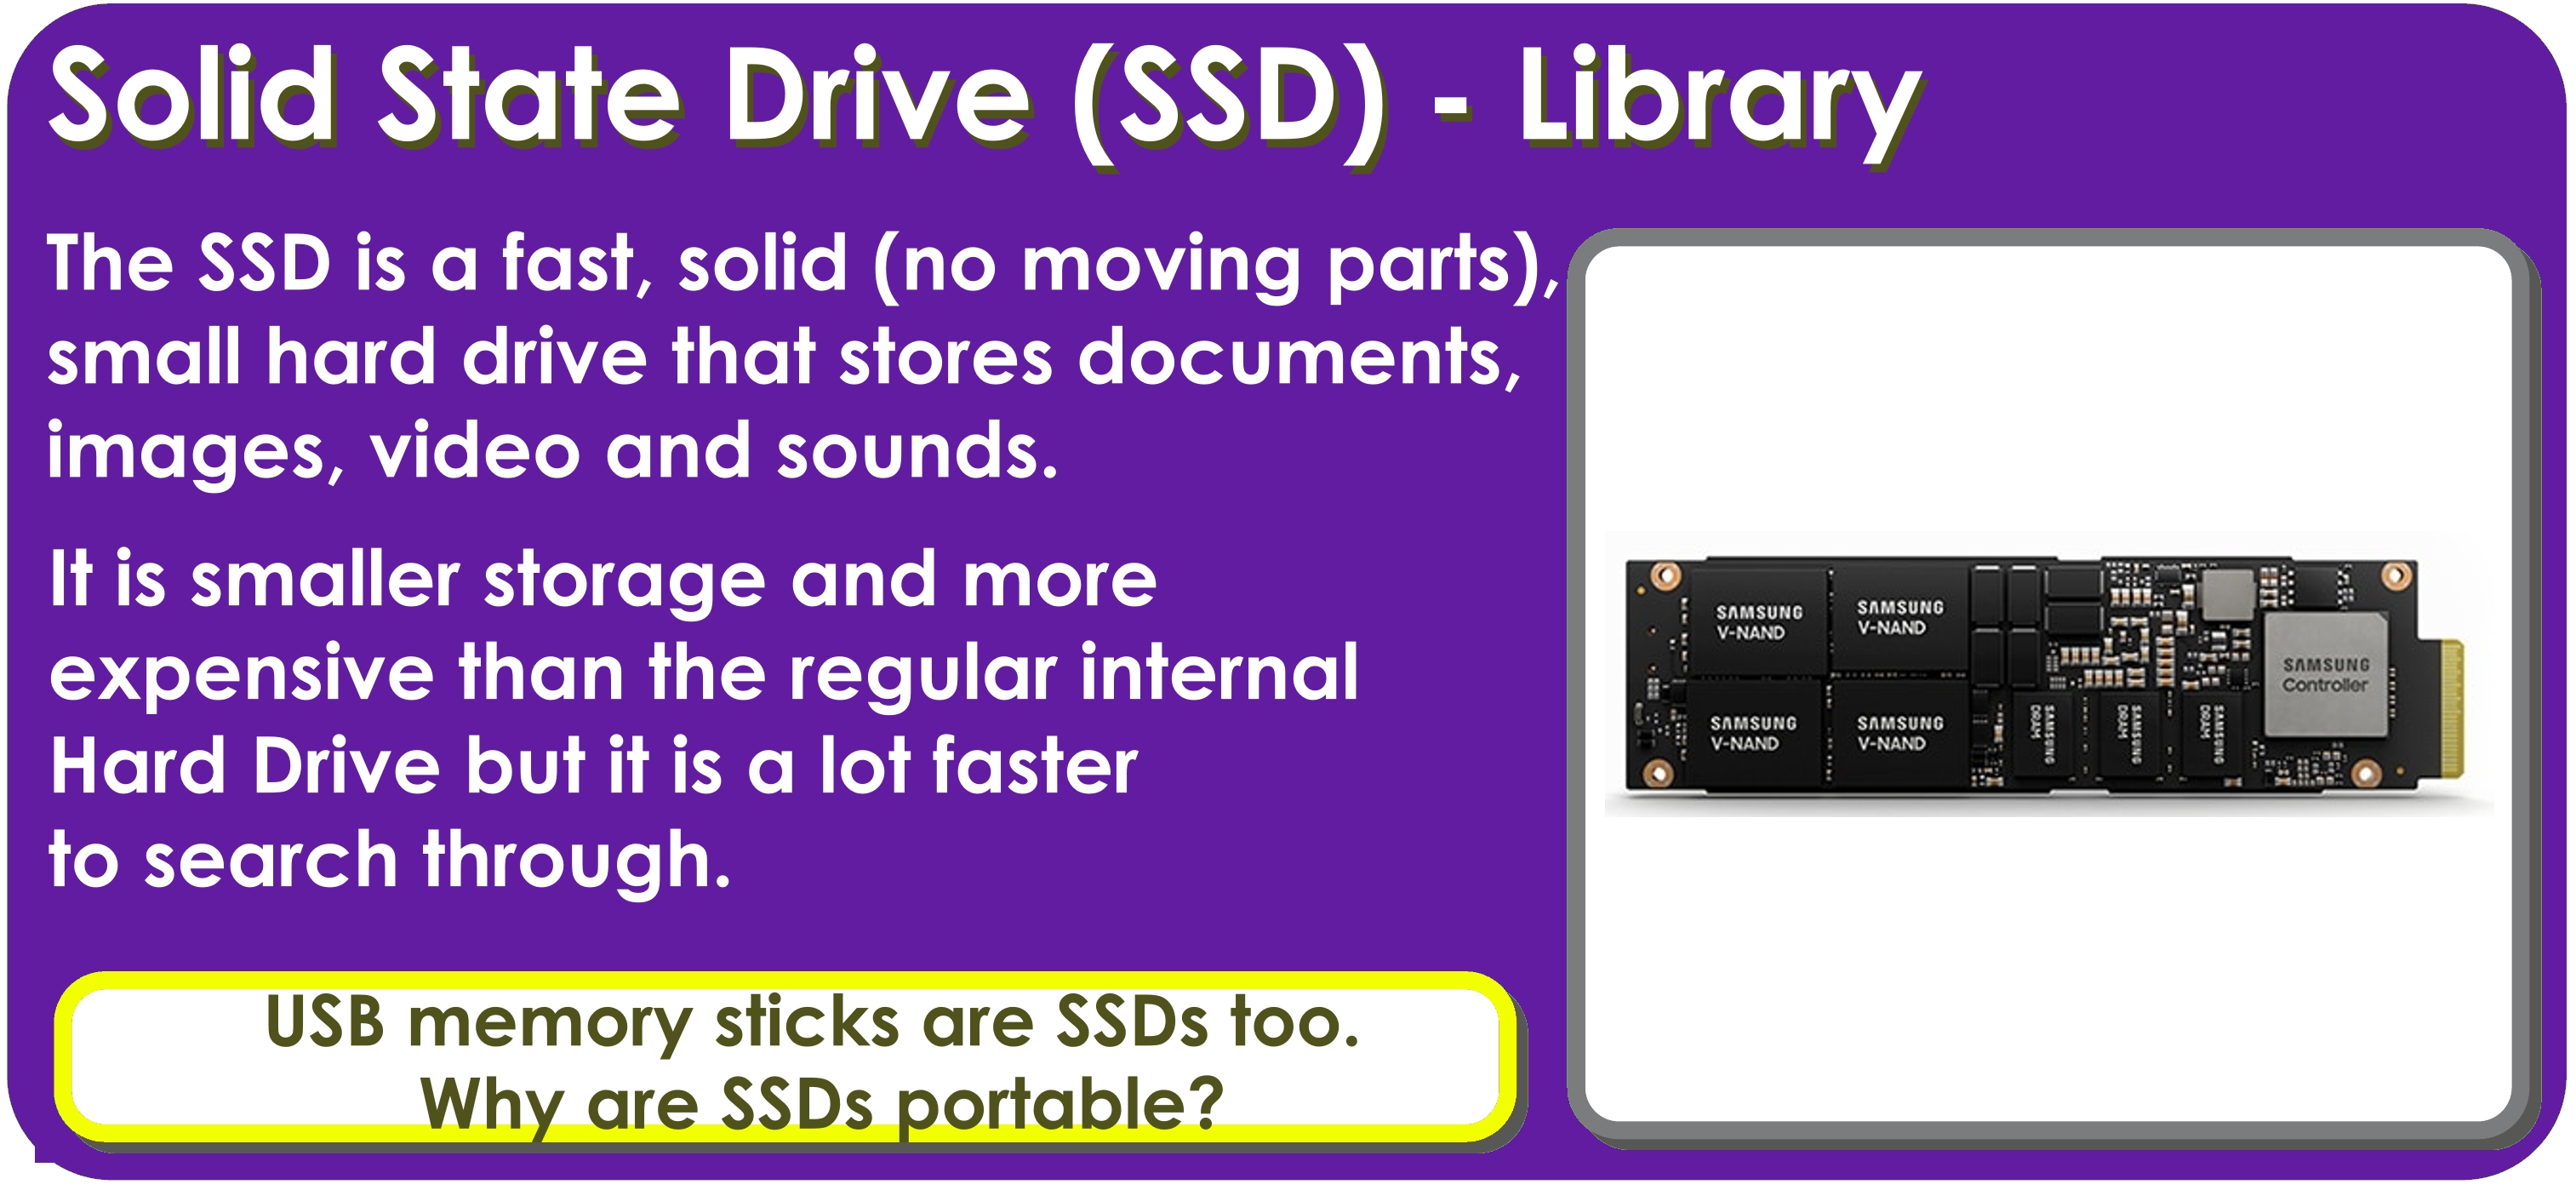 Solid State Drive (SSD) - Library
The SSD is a fast, solid (no moving parts),
small hard drive that stores documents,
images, video and sounds.
It is smaller storage and more
expensive than the regular internal
Hard Drive but it is a lot faster
to search through.
USB memory sticks are SSDs too.
Why are SSDs portable?
SAMSUNG
V-NAND
SAMSUNG
V-NAND
SAMSUNG
V-NAND
SAMSUNG
V-NAND
SAMSUNG
DRAM
SAMSUNG
DRAM
SAMSUNG
DRAM
SAMSUNG
Controller